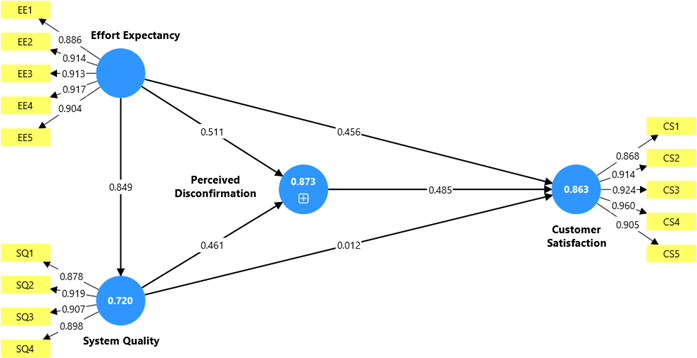 EE1
EE2
EE3
EE4
EE5
0.886
0.914
0.913
0.917
0.904
Effort Expectancy
0.511
0.456
0.849
Perceived
Disconfirmation
0.873
0.485
0.461
0.012
CS1
CS2
CS3
CS4
CS5
0.868
0.914
0.924
0.960
0.905
0.863
Customer
Satisfaction
SQ1
SQ2
SQ3
SQ4
0.878
0.919
0.907
0.898
0.720
System Quality